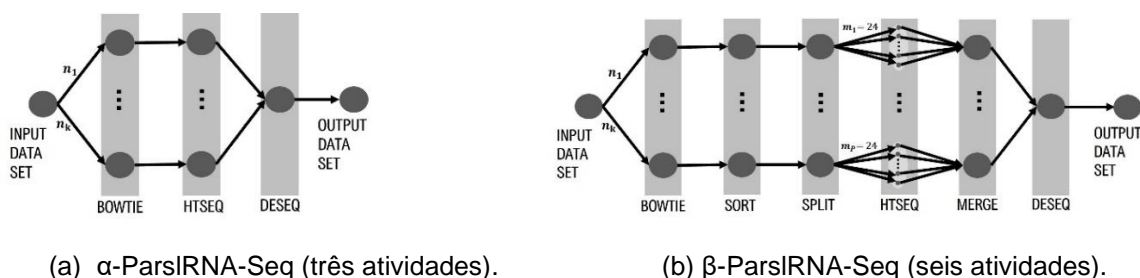 n₁
⋮
nₖ
INPUT
DATA
SET
BOWTIE
HTSEQ
DESEQ
OUTPUT
DATA
SET
(a) α-ParslRNA-Seq (três atividades).
n₁
nₖ
m₁ – 24
mₚ – 24
INPUT
DATA
SET
BOWTIE
SORT
SPLIT
HTSEQ
MERGE
DESEQ
OUTPUT
DATA
SET
(b) β-ParslRNA-Seq (seis atividades).